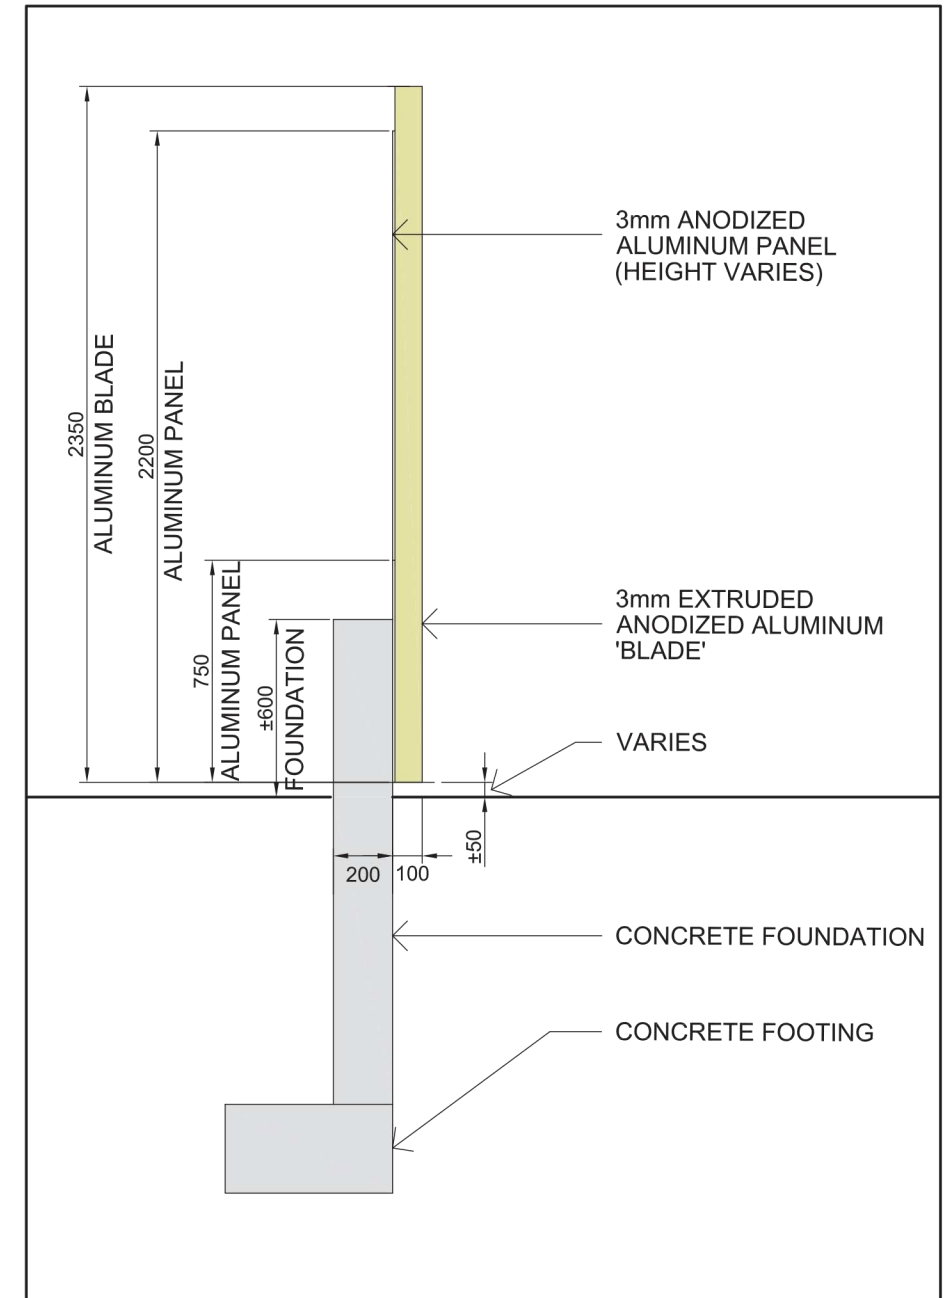 3mm ANODIZED
ALUMINUM PANEL
(HEIGHT VARIES)
2350
ALUMINUM BLADE
2200
ALUMINUM PANEL
750
ALUMINUM PANEL
±600
FOUNDATION
3mm EXTRUDED
ANODIZED ALUMINUM
'BLADE'
VARIES
±50
200
100
CONCRETE FOUNDATION
CONCRETE FOOTING